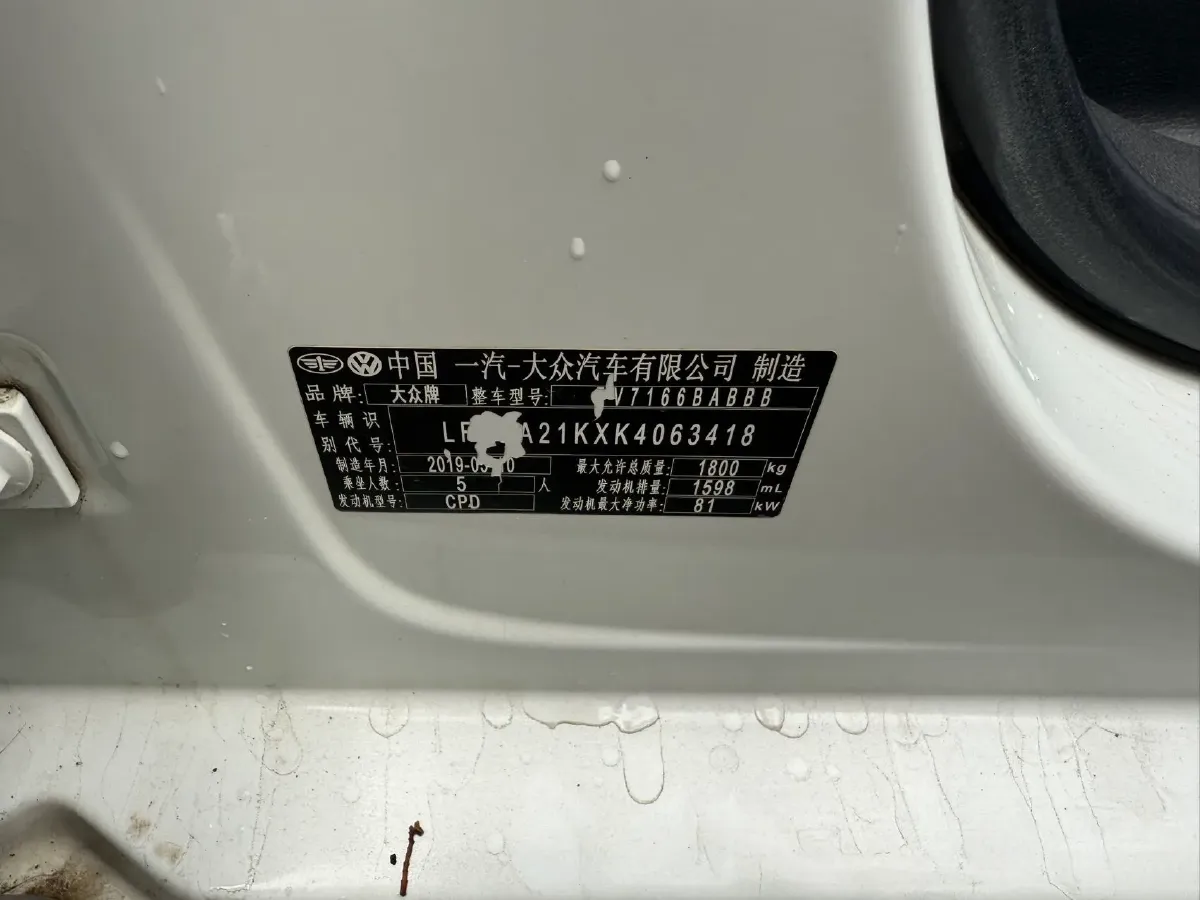 中国 一汽-大众汽车有限公司 制造
品牌: 大众牌 整车型号: V7166BABBB
车辆识别代号: L A21KXK4063418
制造年月: 2019-0 最大允许总质量: 1800 kg
乘坐人数: 5 人 发动机排量: 1598 mL
发动机型号: CPD 发动机最大净功率: 81 kW